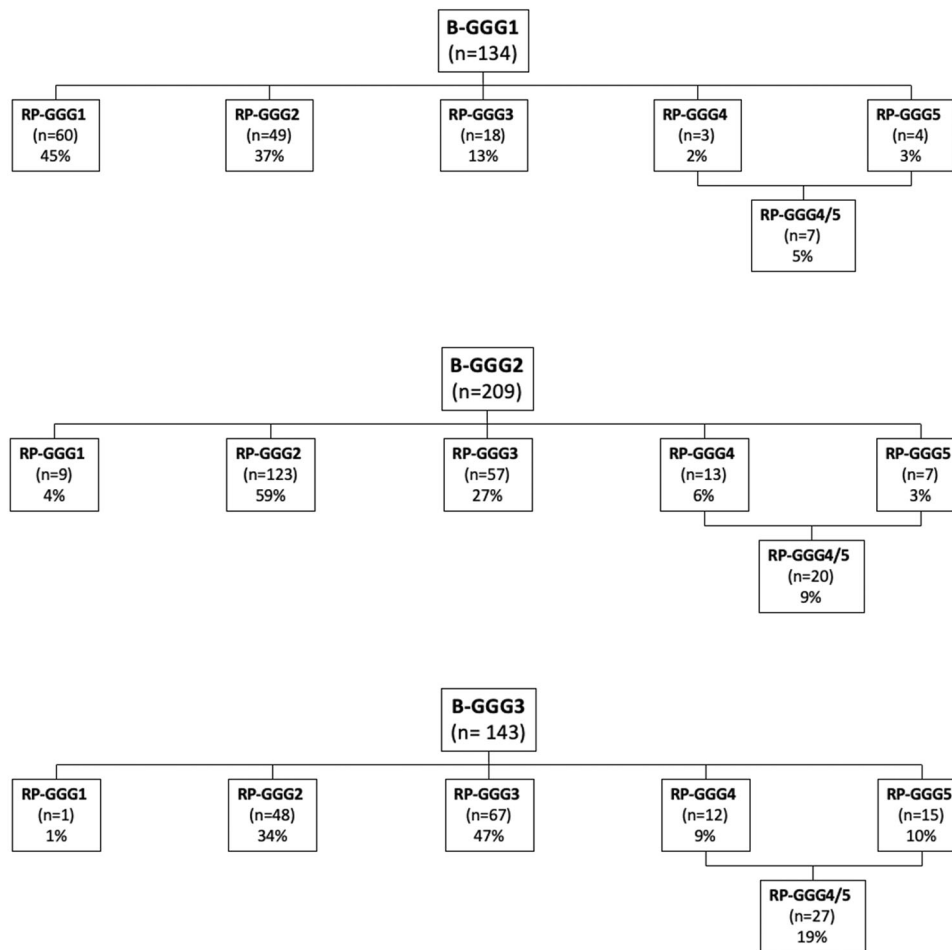 B-GGG1
(n=134)
RP-GGG1
(n=60)
45%
RP-GGG2
(n=49)
37%
RP-GGG3
(n=18)
13%
RP-GGG4
(n=3)
2%
RP-GGG5
(n=4)
3%
RP-GGG4/5
(n=7)
5%
B-GGG2
(n=209)
RP-GGG1
(n=9)
4%
RP-GGG2
(n=123)
59%
RP-GGG3
(n=57)
27%
RP-GGG4
(n=13)
6%
RP-GGG5
(n=7)
3%
RP-GGG4/5
(n=20)
9%
B-GGG3
(n= 143)
RP-GGG1
(n=1)
1%
RP-GGG2
(n=48)
34%
RP-GGG3
(n=67)
47%
RP-GGG4
(n=12)
9%
RP-GGG5
(n=15)
10%
RP-GGG4/5
(n=27)
19%